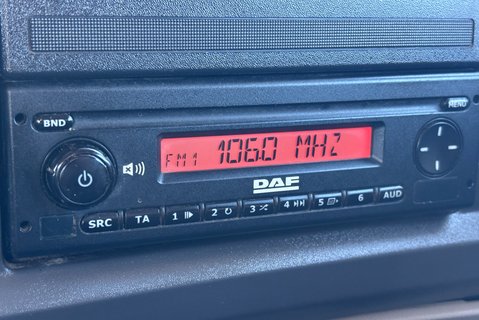 BND
MENU
FM1 106.0 MHZ
DAF
SRC TA 1 2 3 4 5 6 AUD